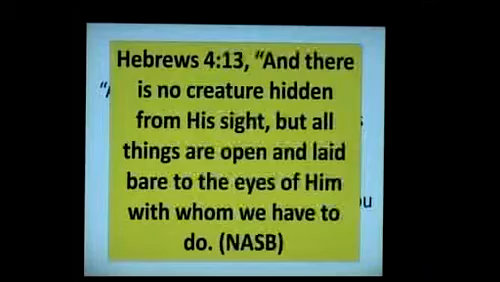 Hebrews 4:13, “And there
is no creature hidden
from His sight, but all
things are open and laid
bare to the eyes of Him
with whom we have to
do. (NASB)